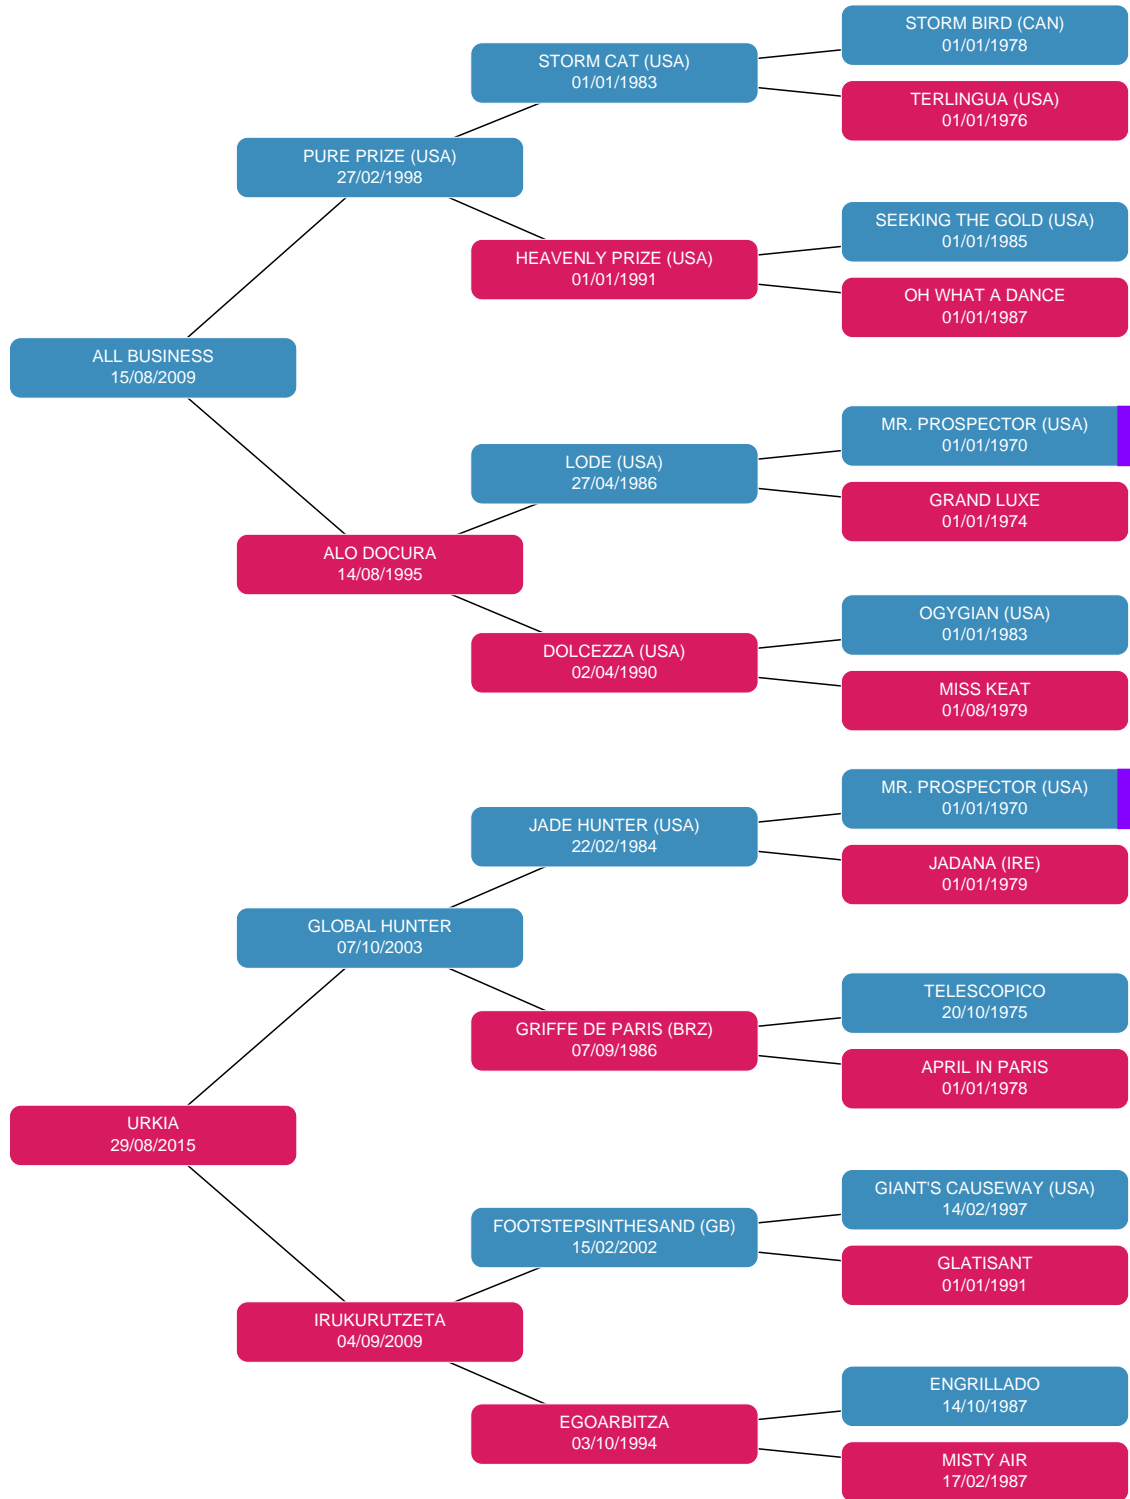 STORM BIRD (CAN)
01/01/1978
STORM CAT (USA)
01/01/1983
TERLINGUA (USA)
01/01/1976
PURE PRIZE (USA)
27/02/1998
SEEKING THE GOLD (USA)
01/01/1985
HEAVENLY PRIZE (USA)
01/01/1991
OH WHAT A DANCE
01/01/1987
ALL BUSINESS
15/08/2009
MR. PROSPECTOR (USA)
01/01/1970
LODE (USA)
27/04/1986
GRAND LUXE
01/01/1974
ALO DOCURA
14/08/1995
OGYGIAN (USA)
01/01/1983
DOLCEZZA (USA)
02/04/1990
MISS KEAT
01/08/1979
MR. PROSPECTOR (USA)
01/01/1970
JADE HUNTER (USA)
22/02/1984
JADANA (IRE)
01/01/1979
GLOBAL HUNTER
07/10/2003
TELESCOPICO
20/10/1975
GRIFFE DE PARIS (BRZ)
07/09/1986
APRIL IN PARIS
01/01/1978
URKIA
29/08/2015
GIANT'S CAUSEWAY (USA)
14/02/1997
FOOTSTEPSINTHESAND (GB)
15/02/2002
GLATISANT
01/01/1991
IRUKURUTZETA
04/09/2009
ENGRILLADO
14/10/1987
EGOARBITZA
03/10/1994
MISTY AIR
17/02/1987